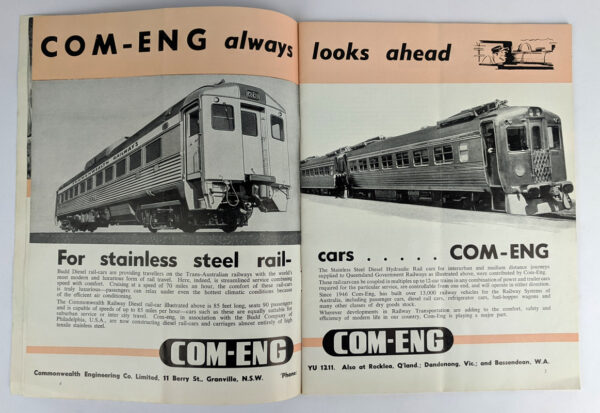 COM-ENG always looks ahead
COMMONWEALTH RAILWAYS
For stainless steel rail-
Budd Diesel rail-cars are providing travellers on the Trans-Australian railways with the world's
most modern and luxurious form of rail travel. Here, indeed, is streamlined service combining
speed with comfort. Cruising at a speed of 70 miles an hour, the comfort of these rail-cars
is truly luxurious—passengers can relax under even the hottest climatic conditions because
of the efficient air conditioning.
The Commonwealth Railway Diesel rail-car illustrated above is 85 feet long, seats 90 passengers
and is capable of speeds of up to 85 miles per hour—cars such as these are equally suitable for
suburban service or inter city travel. Com-eng, in association with the Budd Company of
Philadelphia, U.S.A., are now constructing diesel rail-cars and carriages almost entirely of high
tensile stainless steel.
COM-ENG
Commonwealth Engineering Co. Limited, 11 Berry St., Granville, N.S.W. 'Phone:
cars . . . . COM-ENG
The Stainless Steel Diesel Hydraulic Rail cars for interurban and medium distance journeys
supplied to Queensland Government Railways as illustrated above, were contributed by Com-Eng.
These rail cars can be coupled in multiples up to 12-car trains in any combination of power and trailer cars
required for the particular service, are controllable from one end, and will operate in either direction.
Since 1946 Com-Eng. has built over 13,000 railway vehicles for the Railway Systems of
Australia, including passenger cars, diesel rail cars, refrigerator cars, bail-hopper wagons and
many other classes of dry goods stock.
Wherever developments in Railway Transportation are adding to the comfort, safety and
efficiency of modern life in our country, Com-Eng is playing a major part.
COM-ENG
YU 1211. Also at Rocklea, Q'land.; Dandenong, Vic.; and Bassendean, W.A.